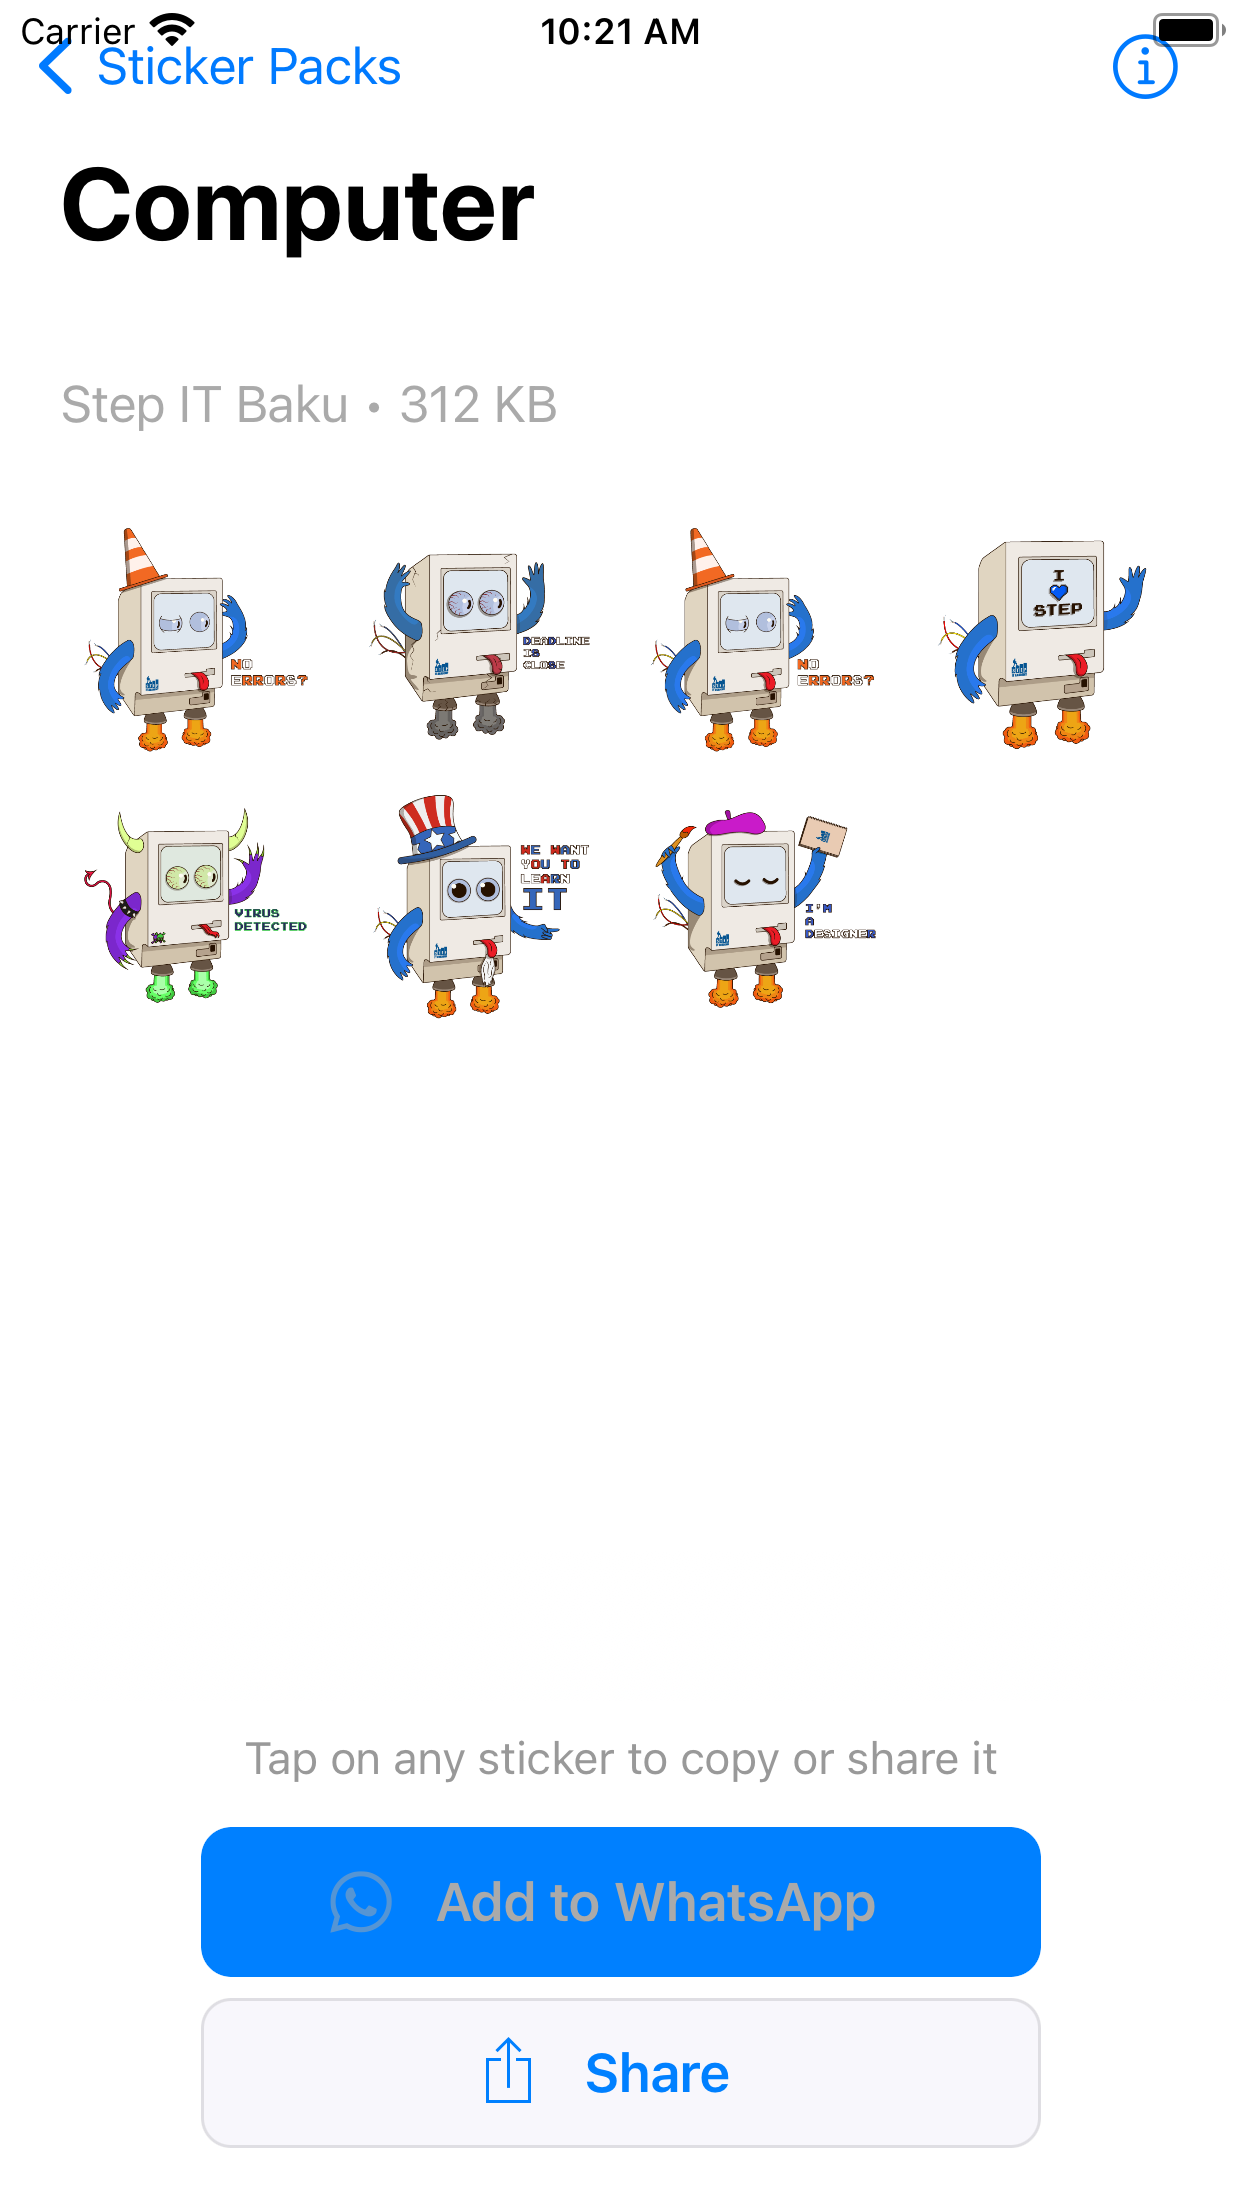 Carrier 10:21 AM
Sticker Packs
Computer
Step IT Baku • 312 KB
NO
ERRORS?
DEADLINE
IS
CLOSE
NO
ERRORS?
I
STEP
VIRUS
DETECTED
WE WANT
YOU TO
LEARN
IT
I'M
A
DESIGNER
Tap on any sticker to copy or share it
Add to WhatsApp
Share